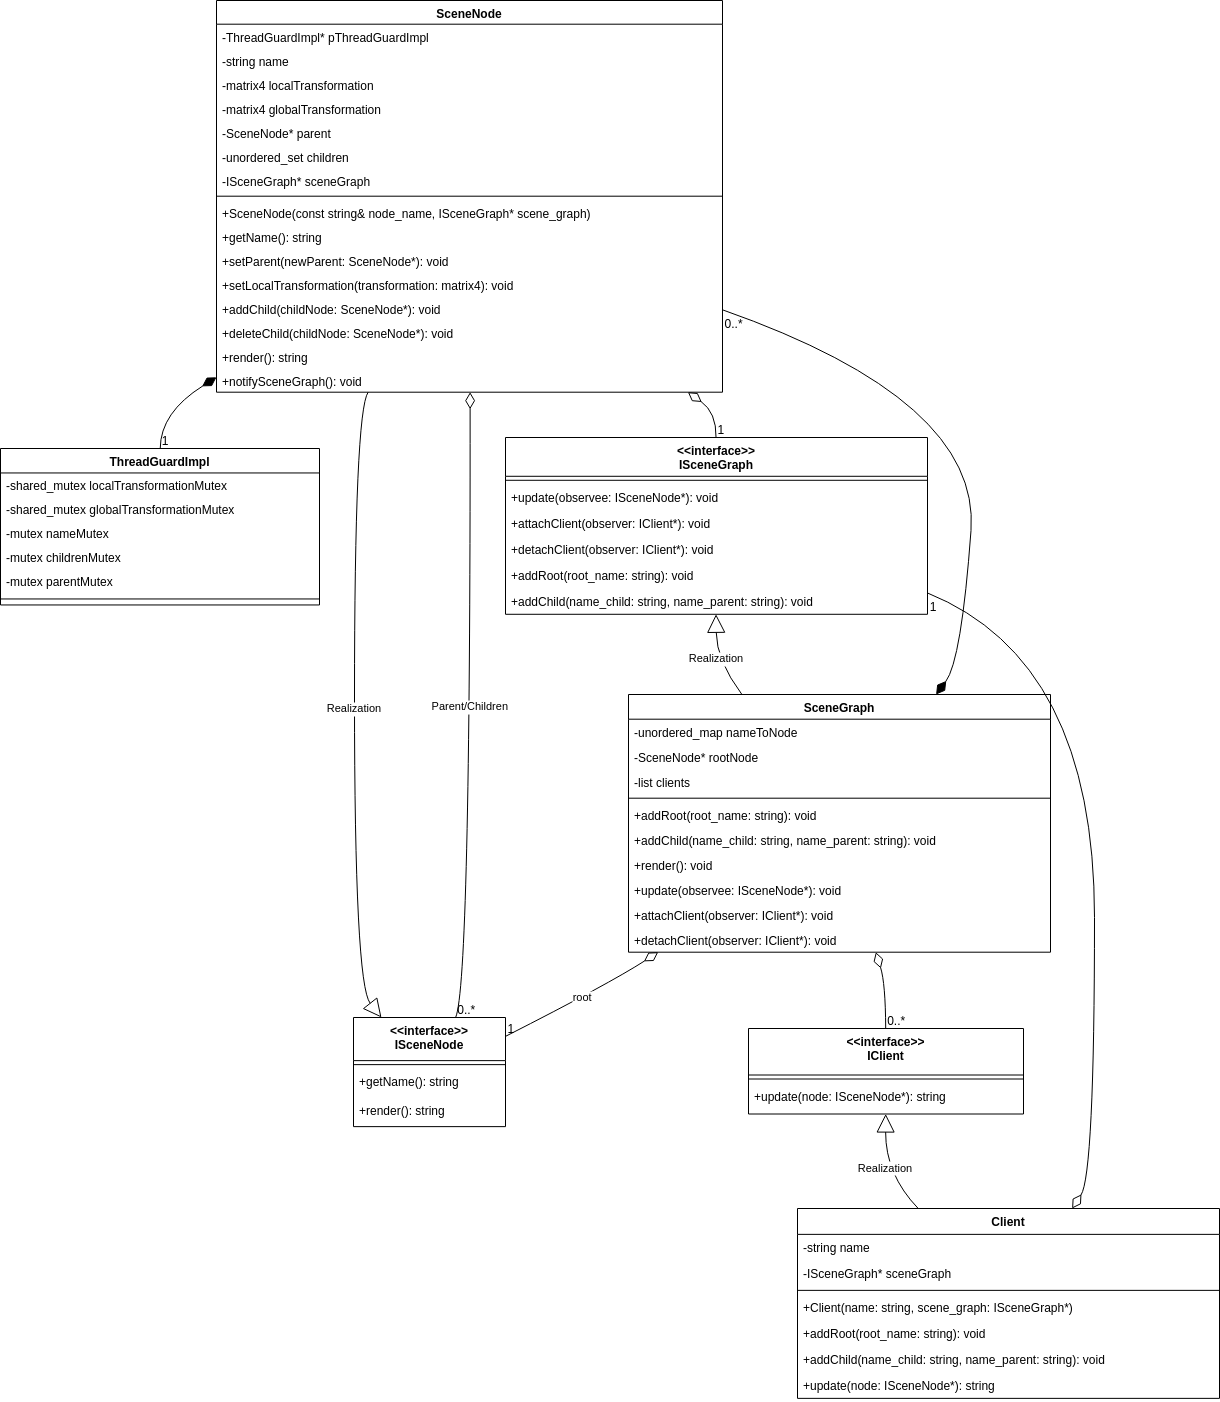 SceneNode
-ThreadGuardImpl* pThreadGuardImpl
-string name
-matrix4 localTransformation
-matrix4 globalTransformation
-SceneNode* parent
-unordered_set children
-ISceneGraph* sceneGraph
+SceneNode(const string& node_name, ISceneGraph* scene_graph)
+getName(): string
+setParent(newParent: SceneNode*): void
+setLocalTransformation(transformation: matrix4): void
+addChild(childNode: SceneNode*): void
+deleteChild(childNode: SceneNode*): void
+render(): string
+notifySceneGraph(): void
0..*
1
1
ThreadGuardImpl
-shared_mutex localTransformationMutex
-shared_mutex globalTransformationMutex
-mutex nameMutex
-mutex childrenMutex
-mutex parentMutex
<<interface>>
ISceneGraph
+update(observee: ISceneNode*): void
+attachClient(observer: IClient*): void
+detachClient(observer: IClient*): void
+addRoot(root_name: string): void
+addChild(name_child: string, name_parent: string): void
1
Realization
Realization
Parent/Children
SceneGraph
-unordered_map nameToNode
-SceneNode* rootNode
-list clients
+addRoot(root_name: string): void
+addChild(name_child: string, name_parent: string): void
+render(): void
+update(observee: ISceneNode*): void
+attachClient(observer: IClient*): void
+detachClient(observer: IClient*): void
root
0..*
1
0..*
<<interface>>
ISceneNode
+getName(): string
+render(): string
<<interface>>
IClient
+update(node: ISceneNode*): string
Realization
Client
-string name
-ISceneGraph* sceneGraph
+Client(name: string, scene_graph: ISceneGraph*)
+addRoot(root_name: string): void
+addChild(name_child: string, name_parent: string): void
+update(node: ISceneNode*): string